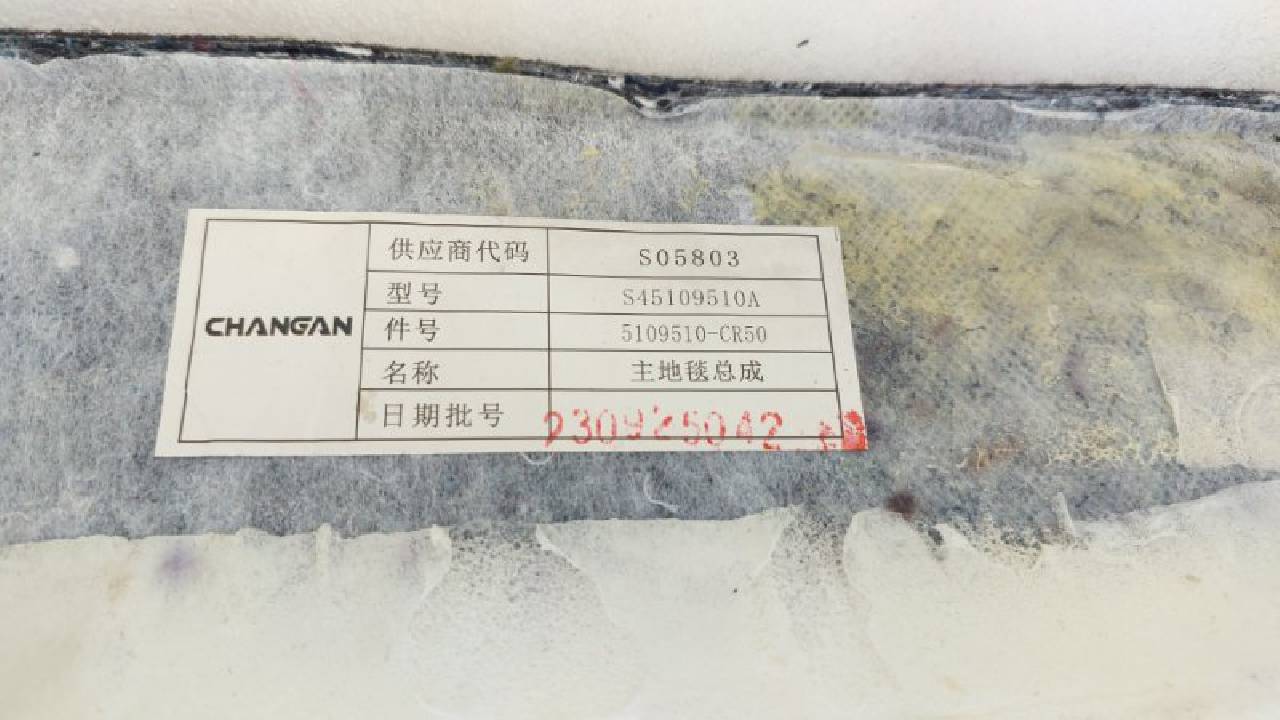 CHANGAN
供应商代码 S05803
型号 S45109510A
件号 5109510-CR50
名称 主地毯总成
日期批号